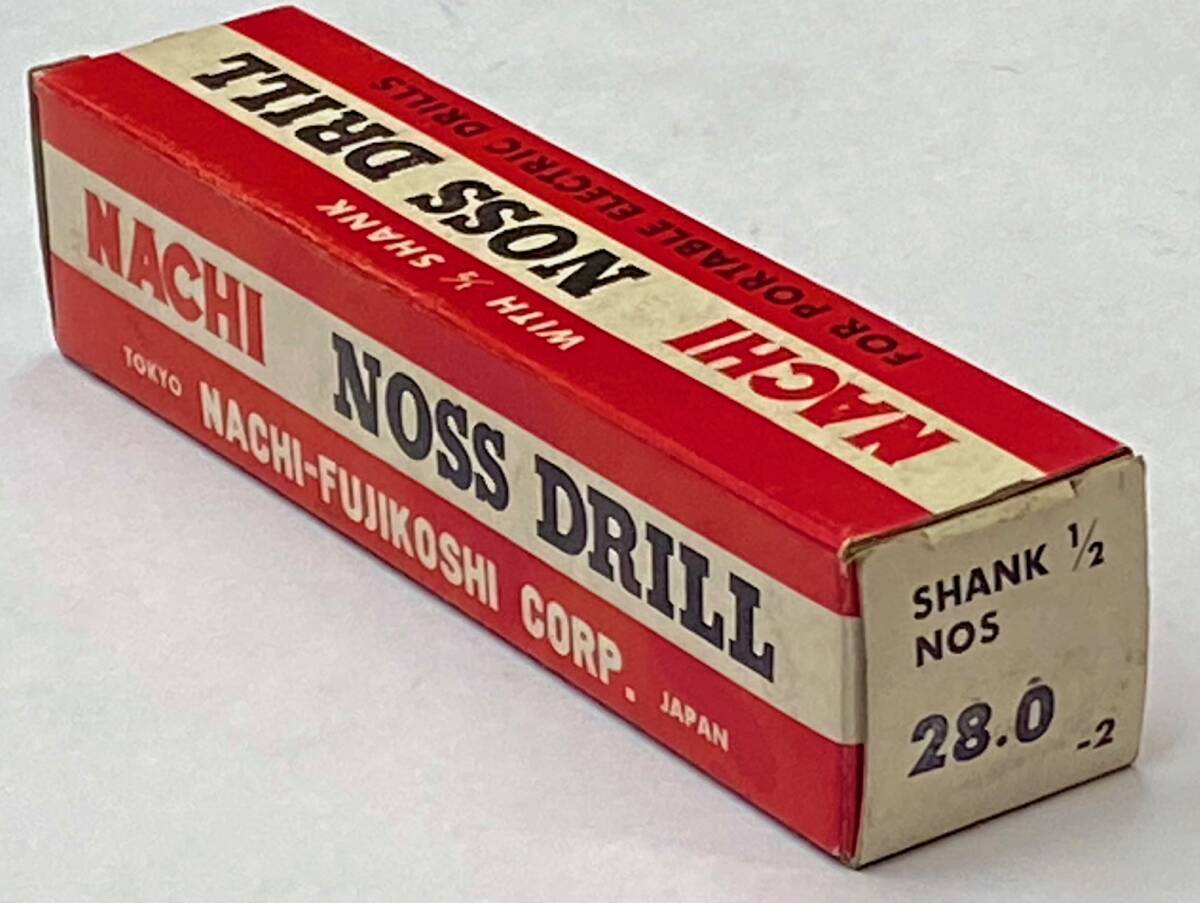 FOR PORTABLE ELECTRIC DRILLS
NACHI NOSS DRILL
WITH ½ SHANK
NACHI NOSS DRILL
TOKYO NACHI-FUJIKOSHI CORP. JAPAN
SHANK 1/2
NOS
28.0 -2